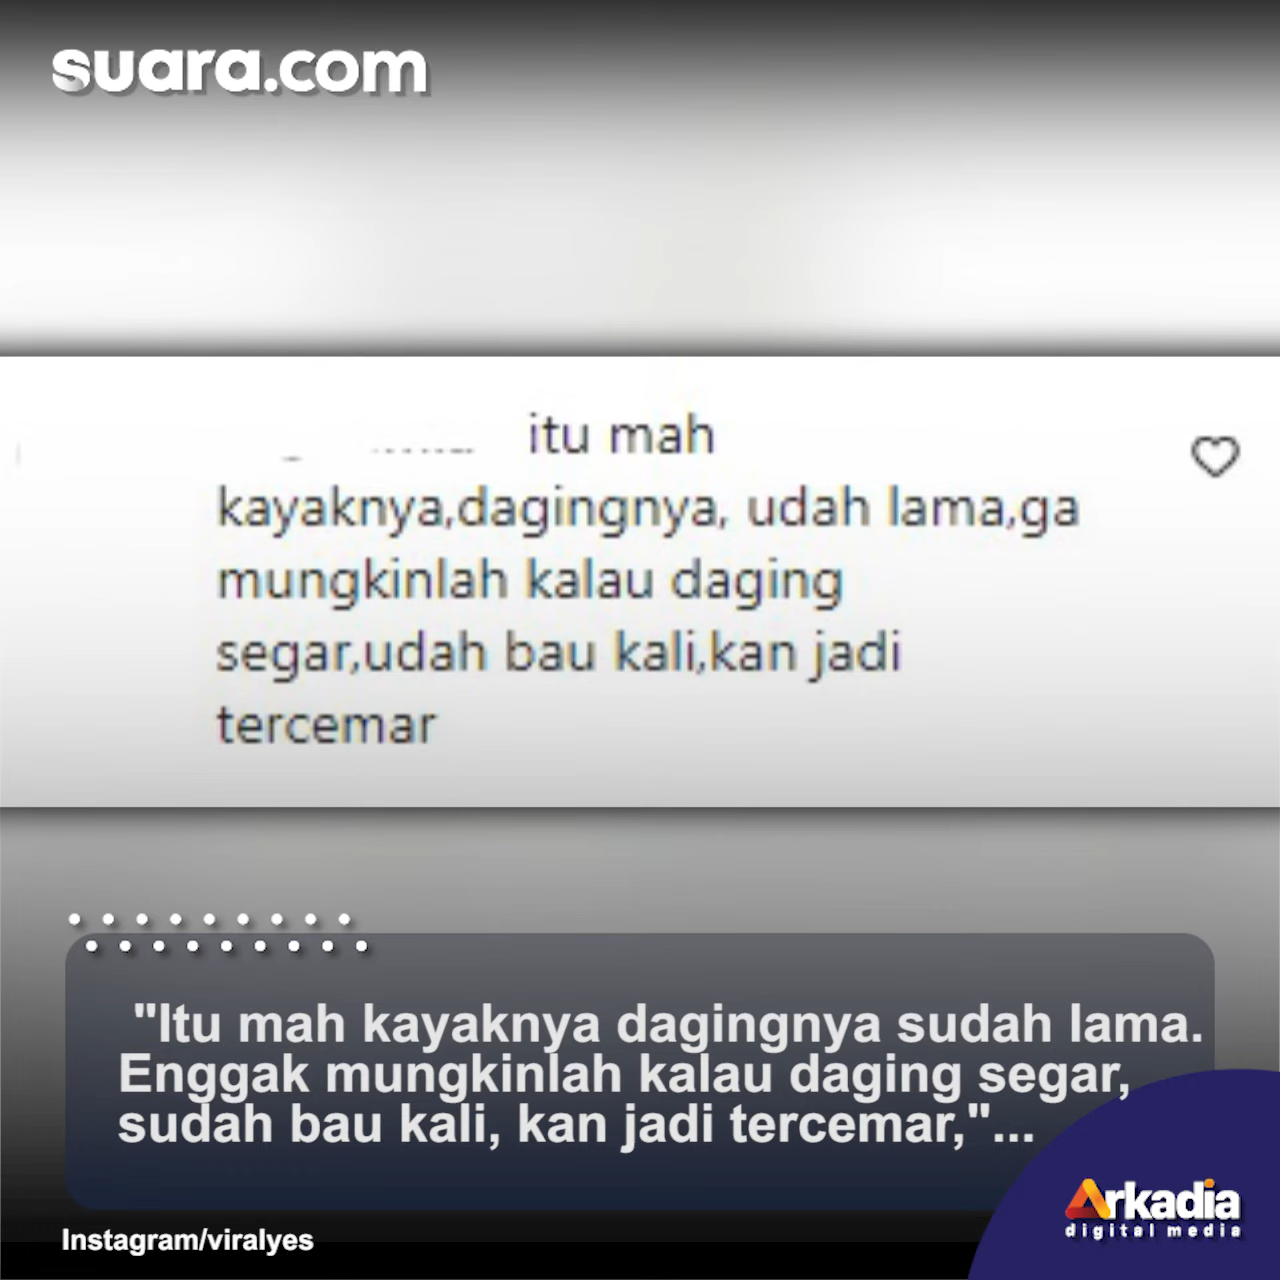 suara.com
itu mah
kayaknya,dagingnya, udah lama,ga
mungkinlah kalau daging
segar,udah bau kali,kan jadi
tercemar
"Itu mah kayaknya dagingnya sudah lama.
Enggak mungkinlah kalau daging segar,
sudah bau kali, kan jadi tercemar,"...
Arkadia
digital media
Instagram/viralyes